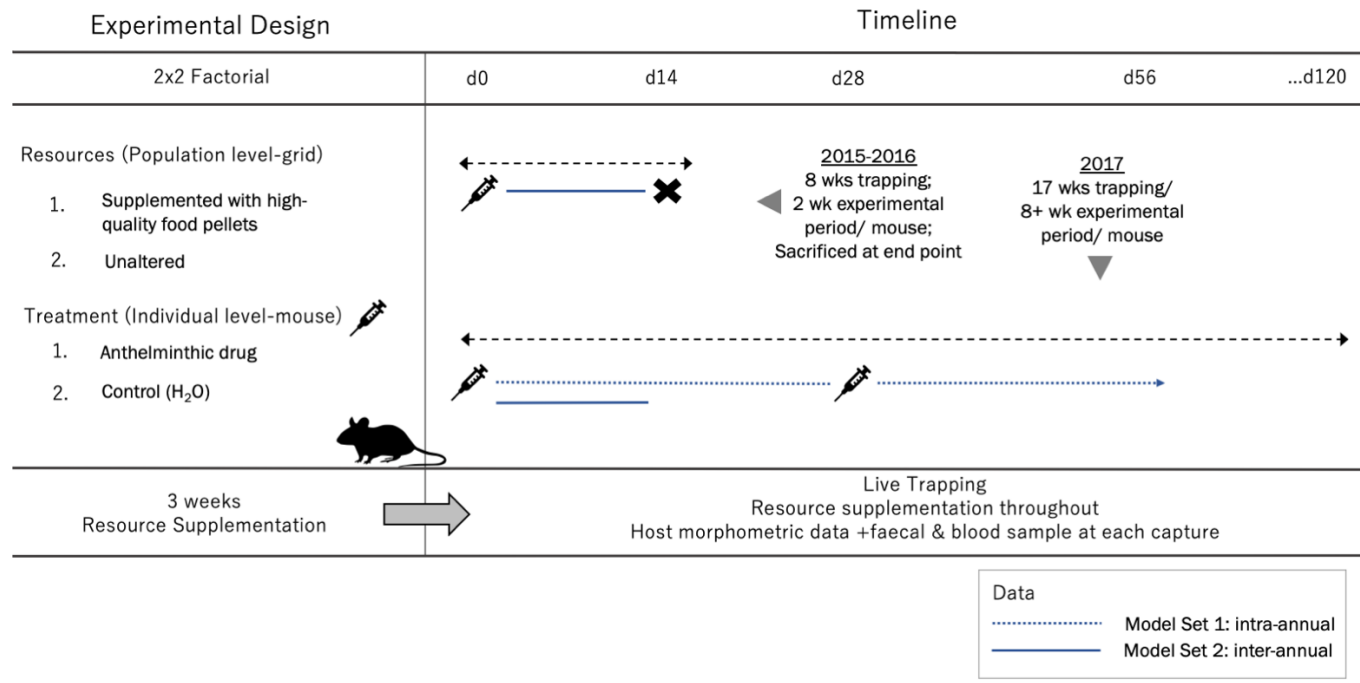 Experimental Design
Timeline
2x2 Factorial
d0
d14
d28
d56
...d120
Resources (Population level-grid)
1. Supplemented with high-
quality food pellets
2. Unaltered
2015-2016
8 wks trapping;
2 wk experimental
period/ mouse;
Sacrificed at end point
2017
17 wks trapping/
8+ wk experimental
period/ mouse
Treatment (Individual level-mouse)
1. Anthelminthic drug
2. Control (H₂O)
3 weeks
Resource Supplementation
Live Trapping
Resource supplementation throughout
Host morphometric data +faecal & blood sample at each capture
Data
Model Set 1: intra-annual
Model Set 2: inter-annual